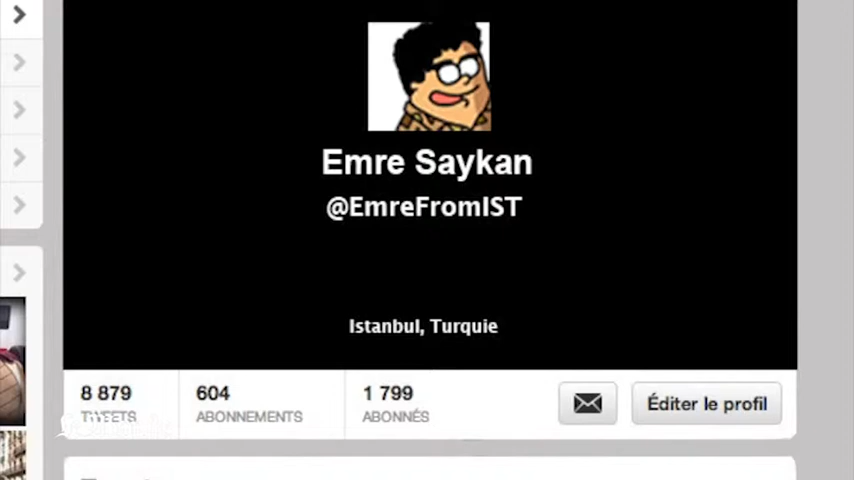 Emre Saykan
@EmreFromIST
Istanbul, Turquie
8 879 604 1 799
TWEETS ABONNEMENTS ABONNÉS
Éditer le profil